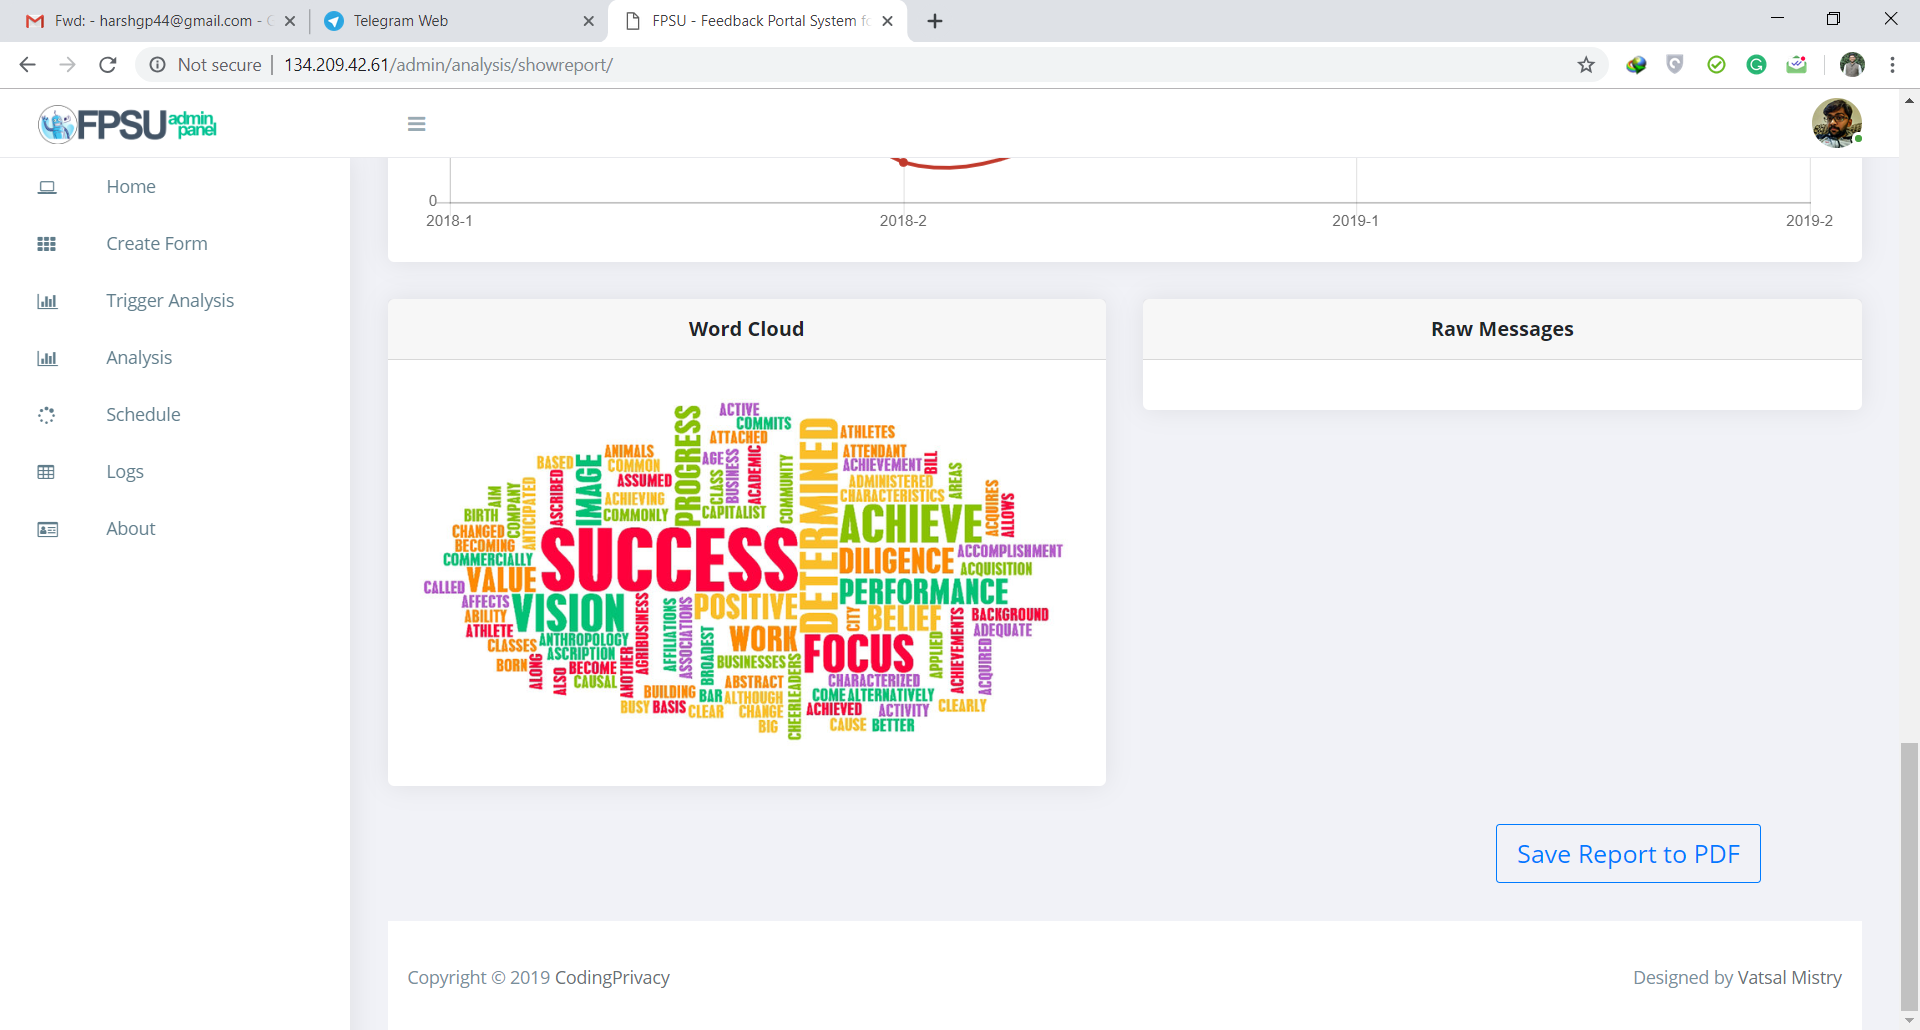 Fwd: - harshgp44@gmail.com -
Telegram Web
FPSU - Feedback Portal System fo
Not secure
134.209.42.61/admin/analysis/showreport/
FPSU admin panel
Home
Create Form
Trigger Analysis
Analysis
Schedule
Logs
About
0
2018-1
2018-2
2019-1
2019-2
Word Cloud
ACTIVE
COMMITS
ATTACHED
PROGRESS
DETERMINED
ATHLETES
ATTENDANT
ACHIEVEMENT
BILL
ANIMALS
COMMON
BASED
IMAGE
ASSUMED
AGE
CLASS
BUSINESS
ACADEMIC
COMMUNITY
ADMINISTERED
CHARACTERISTICS
AREAS
ACQUIRES
ALLOWS
AIM
COMPANY
ANTICIPATED
ASCRIBED
ACHIEVING
COMMONLY
CAPITALIST
BIRTH
CHANGED
BECOMING
COMMERCIALLY
SUCCESS
ACHIEVE
DILIGENCE
ACCOMPLISHMENT
ACQUISITION
CALLED
VALUE
AFFECTS
ABILITY
ATHLETE
VISION
POSITIVE
PERFORMANCE
CITY
BELIEF
BACKGROUND
ADEQUATE
CLASSES
ANTHROPOLOGY
ASCRIPTION
AGRIBUSINESS
AFFILIATIONS
ASSOCIATIONS
BROADEST
WORK
FOCUS
APPLIED
ACHIEVEMENTS
ACQUIRED
BORN
ALONG
ALSO
BECOME
CAUSAL
ANOTHER
BUSINESSES
CHEERLEADERS
CHARACTERIZED
BUILDING
BAR
ABSTRACT
ALTHOUGH
COME
ALTERNATIVELY
BUSY
BASIS
CLEAR
CHANGE
BIG
ACHIEVED
ACTIVITY
CLEARLY
CAUSE
BETTER
Raw Messages
Save Report to PDF
Copyright © 2019 CodingPrivacy
Designed by Vatsal Mistry